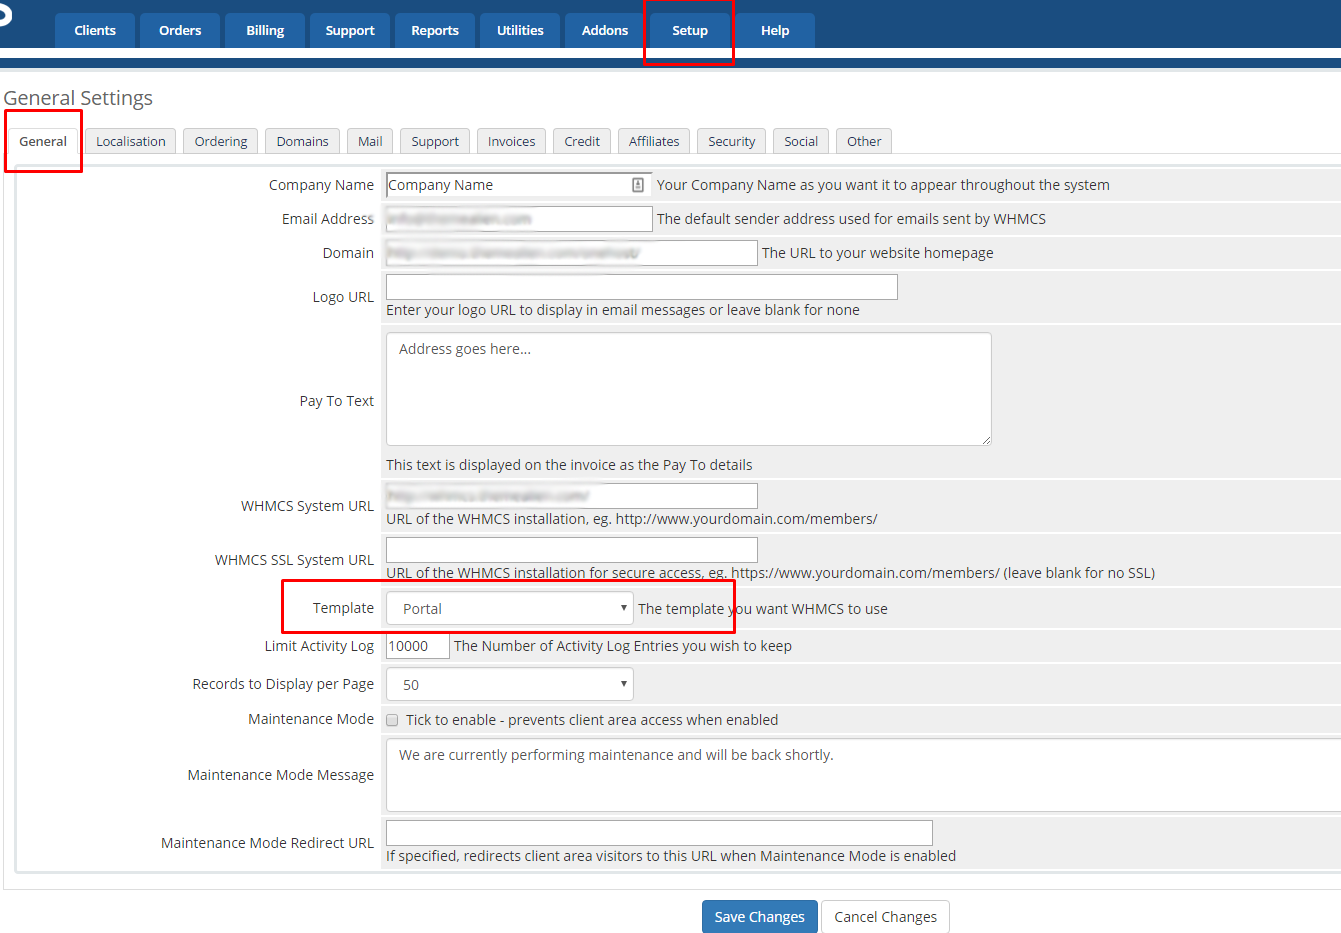 S
Clients Orders Billing Support Reports Utilities Addons Setup Help
General Settings
General Localisation Ordering Domains Mail Support Invoices Credit Affiliates Security Social Other
Company Name Company Name Your Company Name as you want it to appear throughout the system
Email Address The default sender address used for emails sent by WHMCS
Domain The URL to your website homepage
Logo URL
Enter your logo URL to display in email messages or leave blank for none
Address goes here...
Pay To Text
This text is displayed on the invoice as the Pay To details
WHMCS System URL
URL of the WHMCS installation, eg. http://www.yourdomain.com/members/
WHMCS SSL System URL
URL of the WHMCS installation for secure access, eg. https://www.yourdomain.com/members/ (leave blank for no SSL)
Template Portal The template you want WHMCS to use
Limit Activity Log 10000 The Number of Activity Log Entries you wish to keep
Records to Display per Page 50
Maintenance Mode Tick to enable - prevents client area access when enabled
We are currently performing maintenance and will be back shortly.
Maintenance Mode Message
Maintenance Mode Redirect URL
If specified, redirects client area visitors to this URL when Maintenance Mode is enabled
Save Changes Cancel Changes